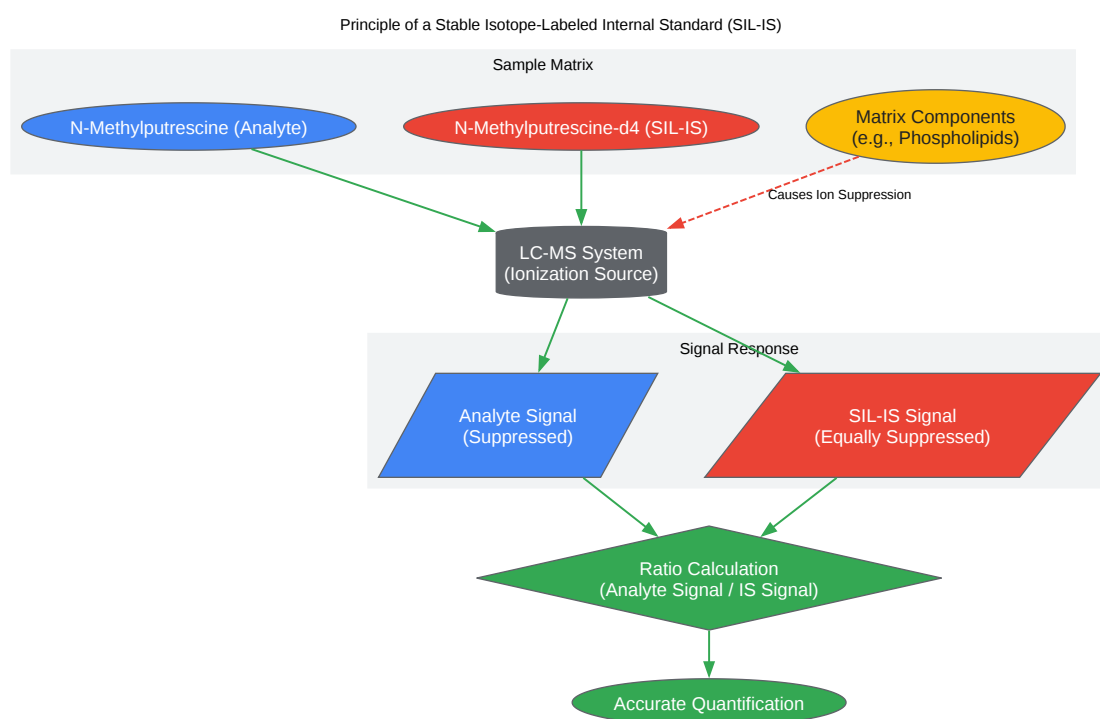 Principle of a Stable Isotope-Labeled Internal Standard (SIL-IS)
Sample Matrix
N-Methylputrescine (Analyte)
N-Methylputrescine-d4 (SIL-IS)
Matrix Components
(e.g., Phospholipids)
Causes Ion Suppression
LC-MS System
(Ionization Source)
Signal Response
Analyte Signal
(Suppressed)
SIL-IS Signal
(Equally Suppressed)
Ratio Calculation
(Analyte Signal / IS Signal)
Accurate Quantification